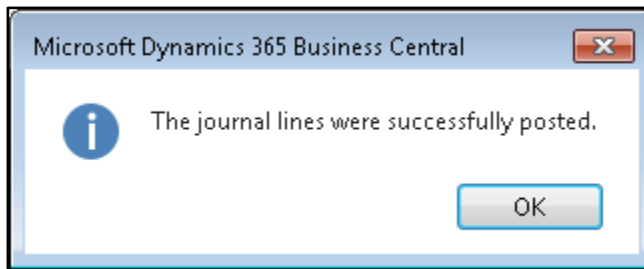 Microsoft Dynamics 365 Business Central
The journal lines were successfully posted.
OK